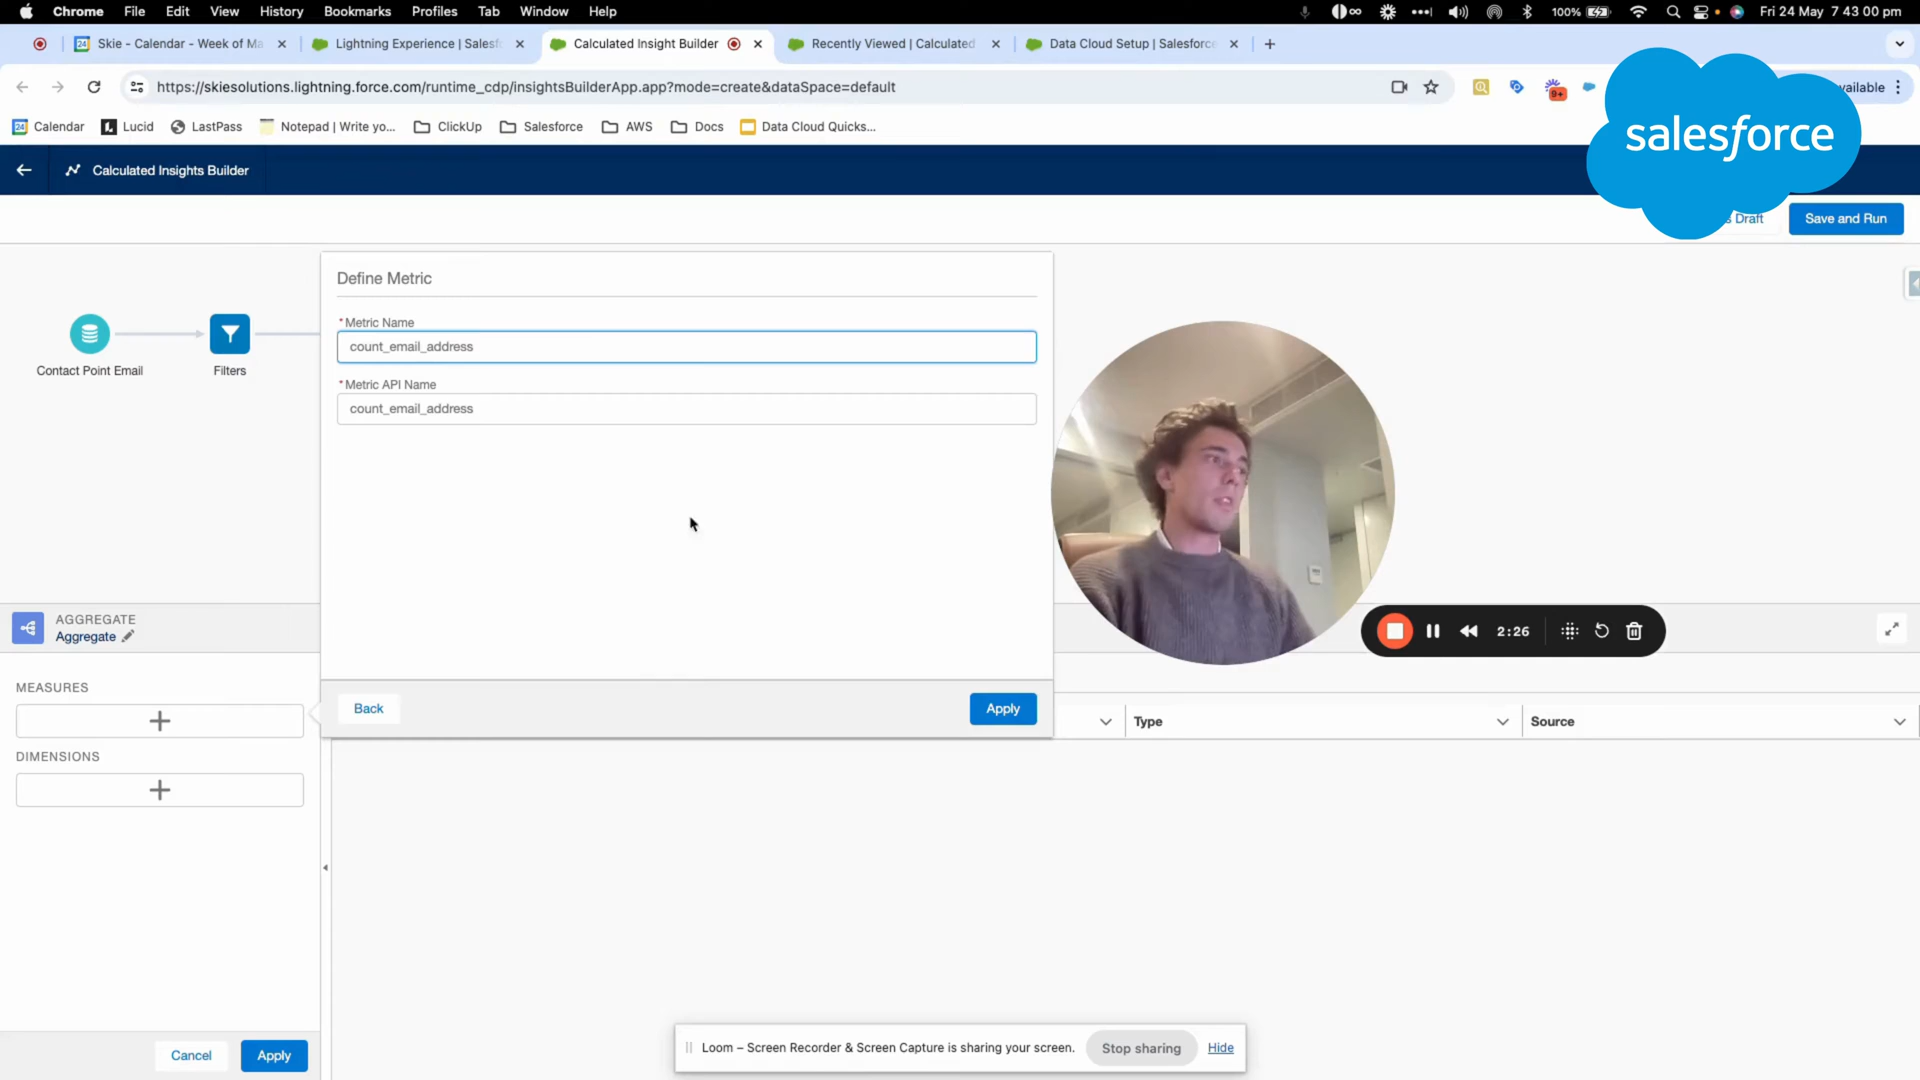 Chrome File Edit View History Bookmarks Profiles Tab Window Help 100% Fri 24 May 7 43 00 pm
24 Skie - Calendar - Week of Ma Lightning Experience | Salesf Calculated Insight Builder Recently Viewed | Calculated Data Cloud Setup | Salesforce
https://skiesolutions.lightning.force.com/runtime_cdp/insightsBuilderApp.app?mode=create&dataSpace=default 9+ vailable
24 Calendar Lucid LastPass Notepad | Write yo... ClickUp Salesforce AWS Docs Data Cloud Quicks...
salesforce
Calculated Insights Builder
Draft Save and Run
Define Metric
*Metric Name
count_email_address
*Metric API Name
count_email_address
Contact Point Email Filters
AGGREGATE
Aggregate
2:26
MEASURES
Back Apply
Type Source
DIMENSIONS
Cancel Apply
Loom – Screen Recorder & Screen Capture is sharing your screen. Stop sharing Hide